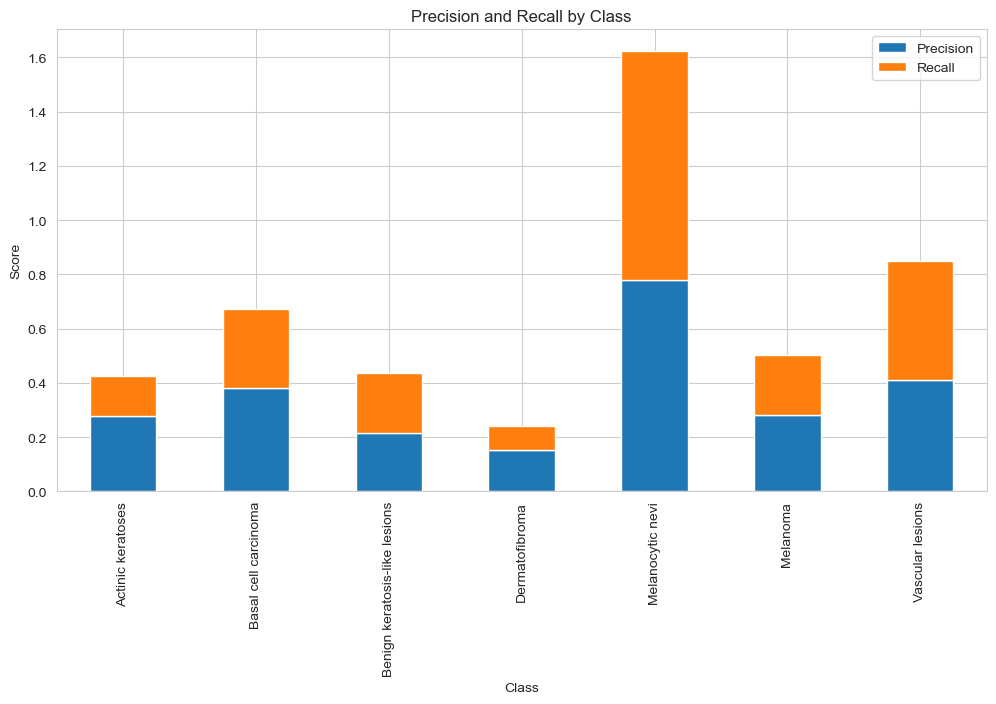 Precision and Recall by Class
Precision
Recall
Score
1.6
1.4
1.2
1.0
0.8
0.6
0.4
0.2
0.0
Actinic keratoses
Basal cell carcinoma
Benign keratosis-like lesions
Dermatofibroma
Melanocytic nevi
Melanoma
Vascular lesions
Class